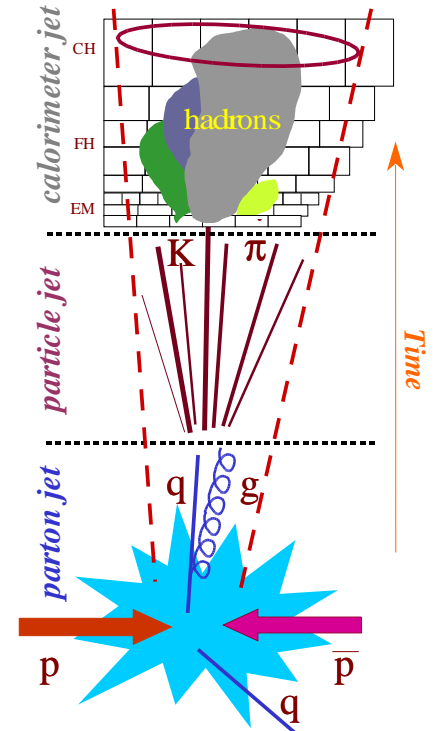 calorimeter jet
CH
hadrons
FH
EM
K
π
particle jet
Time
parton jet
q
g
p
p̅
q